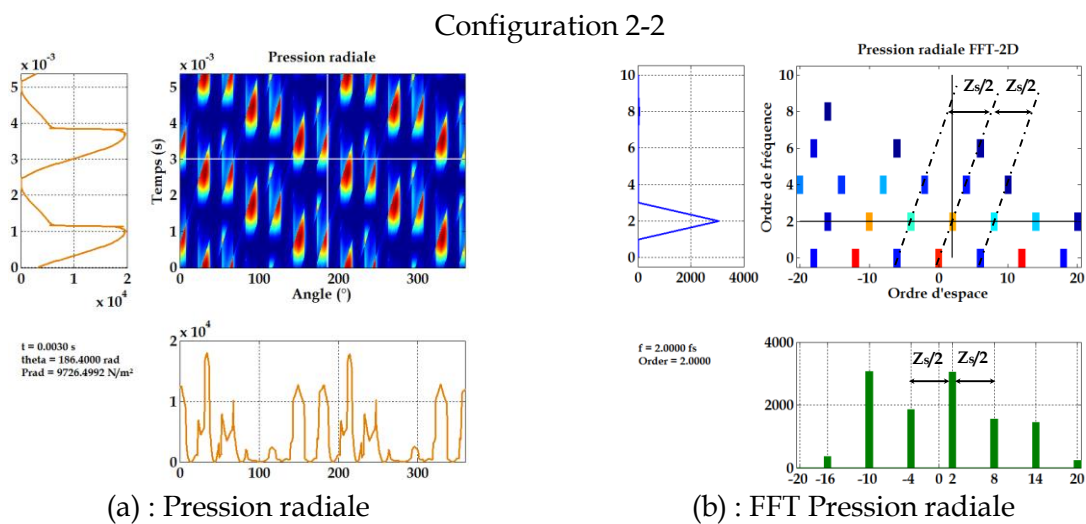 Configuration 2-2
Pression radiale
x 10⁻³
5
4
3
2
1
0
0 1 2
x 10⁴
x 10⁻³
5
4
3
2
1
0
Temps (s)
0 100 200 300
Angle (°)
t = 0.0030 s
theta = 186.4000 rad
Prad = 9726.4992 N/m²
2 x 10⁴
1
0
0 100 200 300
(a) : Pression radiale
Pression radiale FFT-2D
10
8
6
4
2
0
0 2000 4000
Ordre de fréquence
10
8
6
4
2
0
Zs/2 Zs/2
-20 -10 0 10 20
Ordre d'espace
f = 2.0000 fs
Order = 2.0000
4000
2000
0
Zs/2 Zs/2
-20 -16 -10 -4 0 2 8 14 20
(b) : FFT Pression radiale